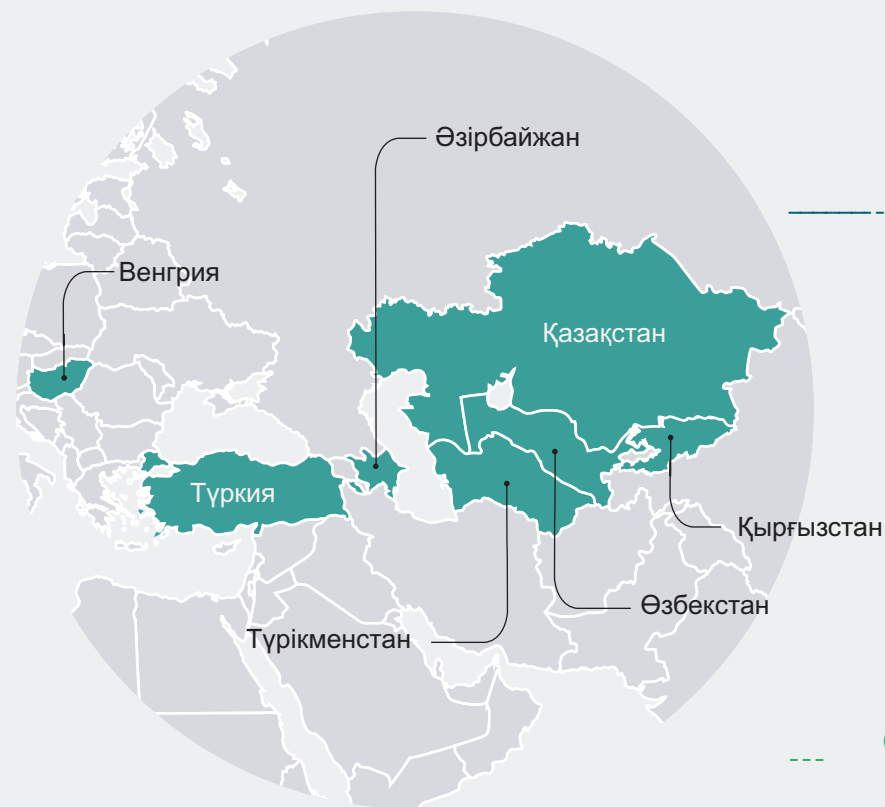 Әзірбайжан
Венгрия
Қазақстан
Түркия
Қырғызстан
Өзбекстан
Түрікменстан